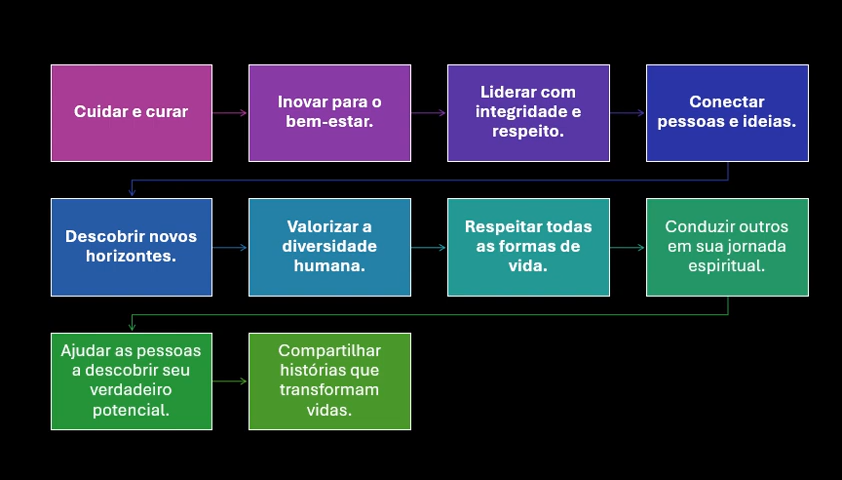 Cuidar e curar
Inovar para o
bem-estar.
Liderar com
integridade e
respeito.
Conectar
pessoas e ideias.
Descobrir novos
horizontes.
Valorizar a
diversidade
humana.
Respeitar todas
as formas de
vida.
Conduzir outros
em sua jornada
espiritual.
Ajudar as pessoas
a descobrir seu
verdadeiro
potencial.
Compartilhar
histórias que
transformam
vidas.